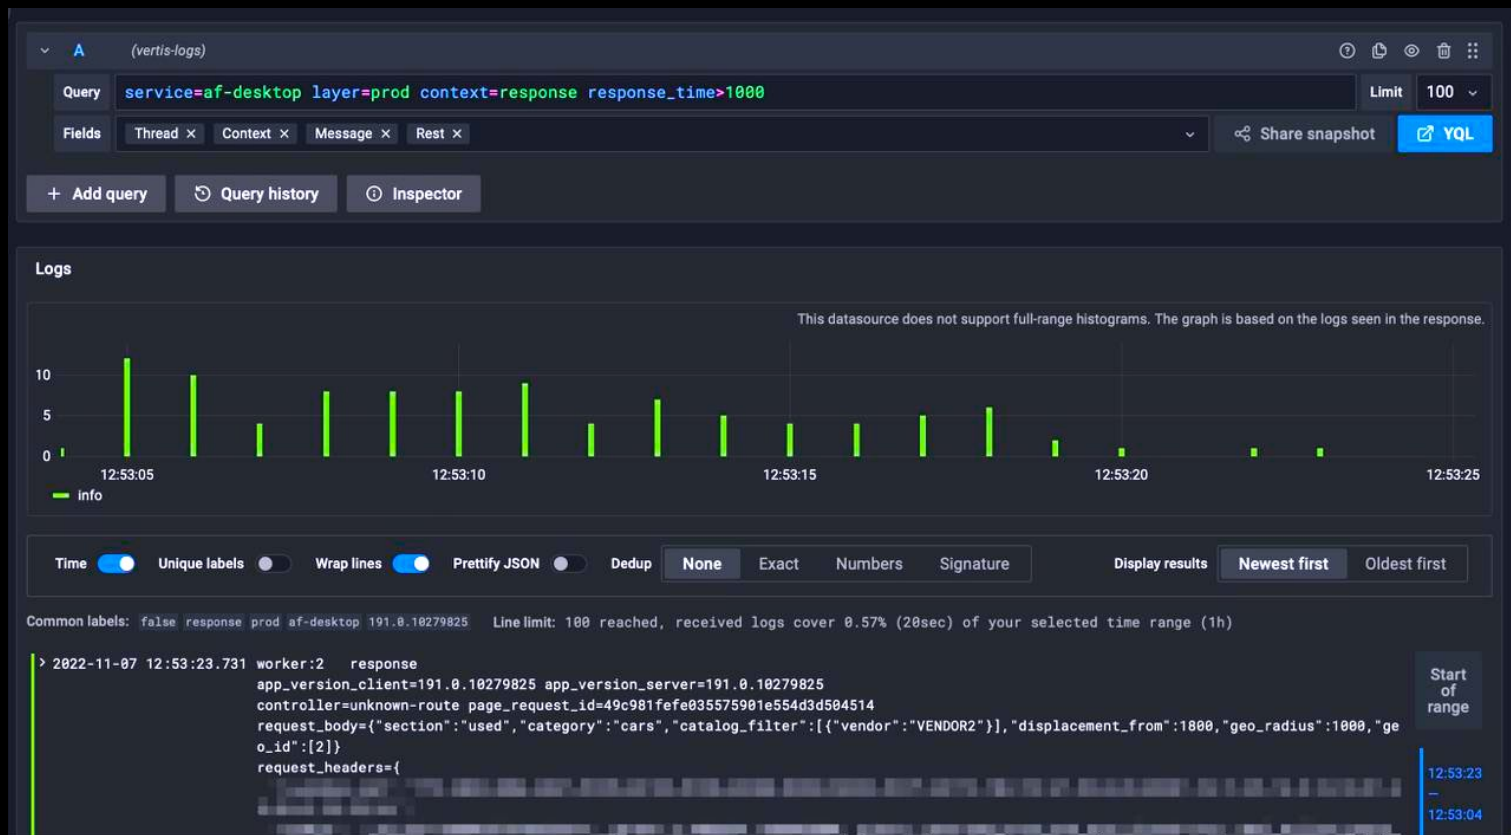 A (vertis-logs)
Query service=af-desktop layer=prod context=response response_time>1000 Limit 100
Fields Thread × Context × Message × Rest × Share snapshot YQL
+ Add query Query history Inspector
Logs
This datasource does not support full-range histograms. The graph is based on the logs seen in the response.
10
5
0
12:53:05 12:53:10 12:53:15 12:53:20 12:53:25
info
Time Unique labels Wrap lines Prettify JSON Dedup None Exact Numbers Signature Display results Newest first Oldest first
Common labels: false response prod af-desktop 191.0.10279825 Line limit: 100 reached, received logs cover 0.57% (20sec) of your selected time range (1h)
> 2022-11-07 12:53:23.731 worker:2 response
app_version_client=191.0.10279825 app_version_server=191.0.10279825
controller=unknown-route page_request_id=49c981fefe035575901e554d3d504514
request_body={"section":"used","category":"cars","catalog_filter":[{"vendor":"VENDOR2"}],"displacement_from":1800,"geo_radius":1000,"ge
o_id":[2]}
request_headers={
Start
of
range
12:53:23
—
12:53:04